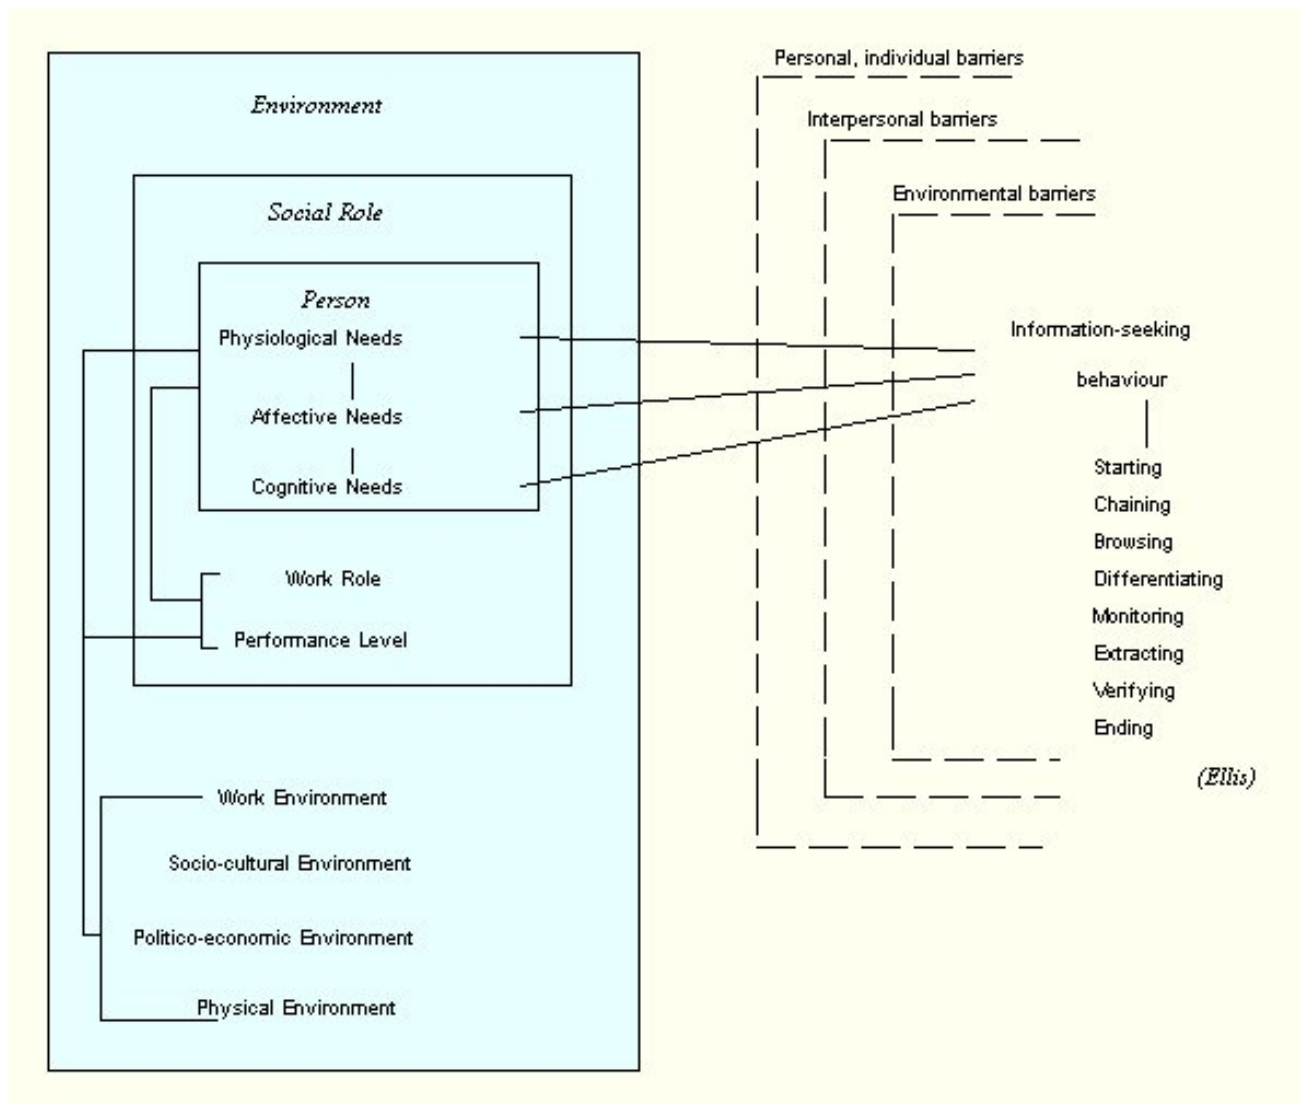 Environment
Social Role
Person
Physiological Needs
Affective Needs
Cognitive Needs
Work Role
Performance Level
Work Environment
Socio-cultural Environment
Politico-economic Environment
Physical Environment
Personal, individual barriers
Interpersonal barriers
Environmental barriers
Information-seeking
behaviour
Starting
Chaining
Browsing
Differentiating
Monitoring
Extracting
Verifying
Ending
(Ellis)